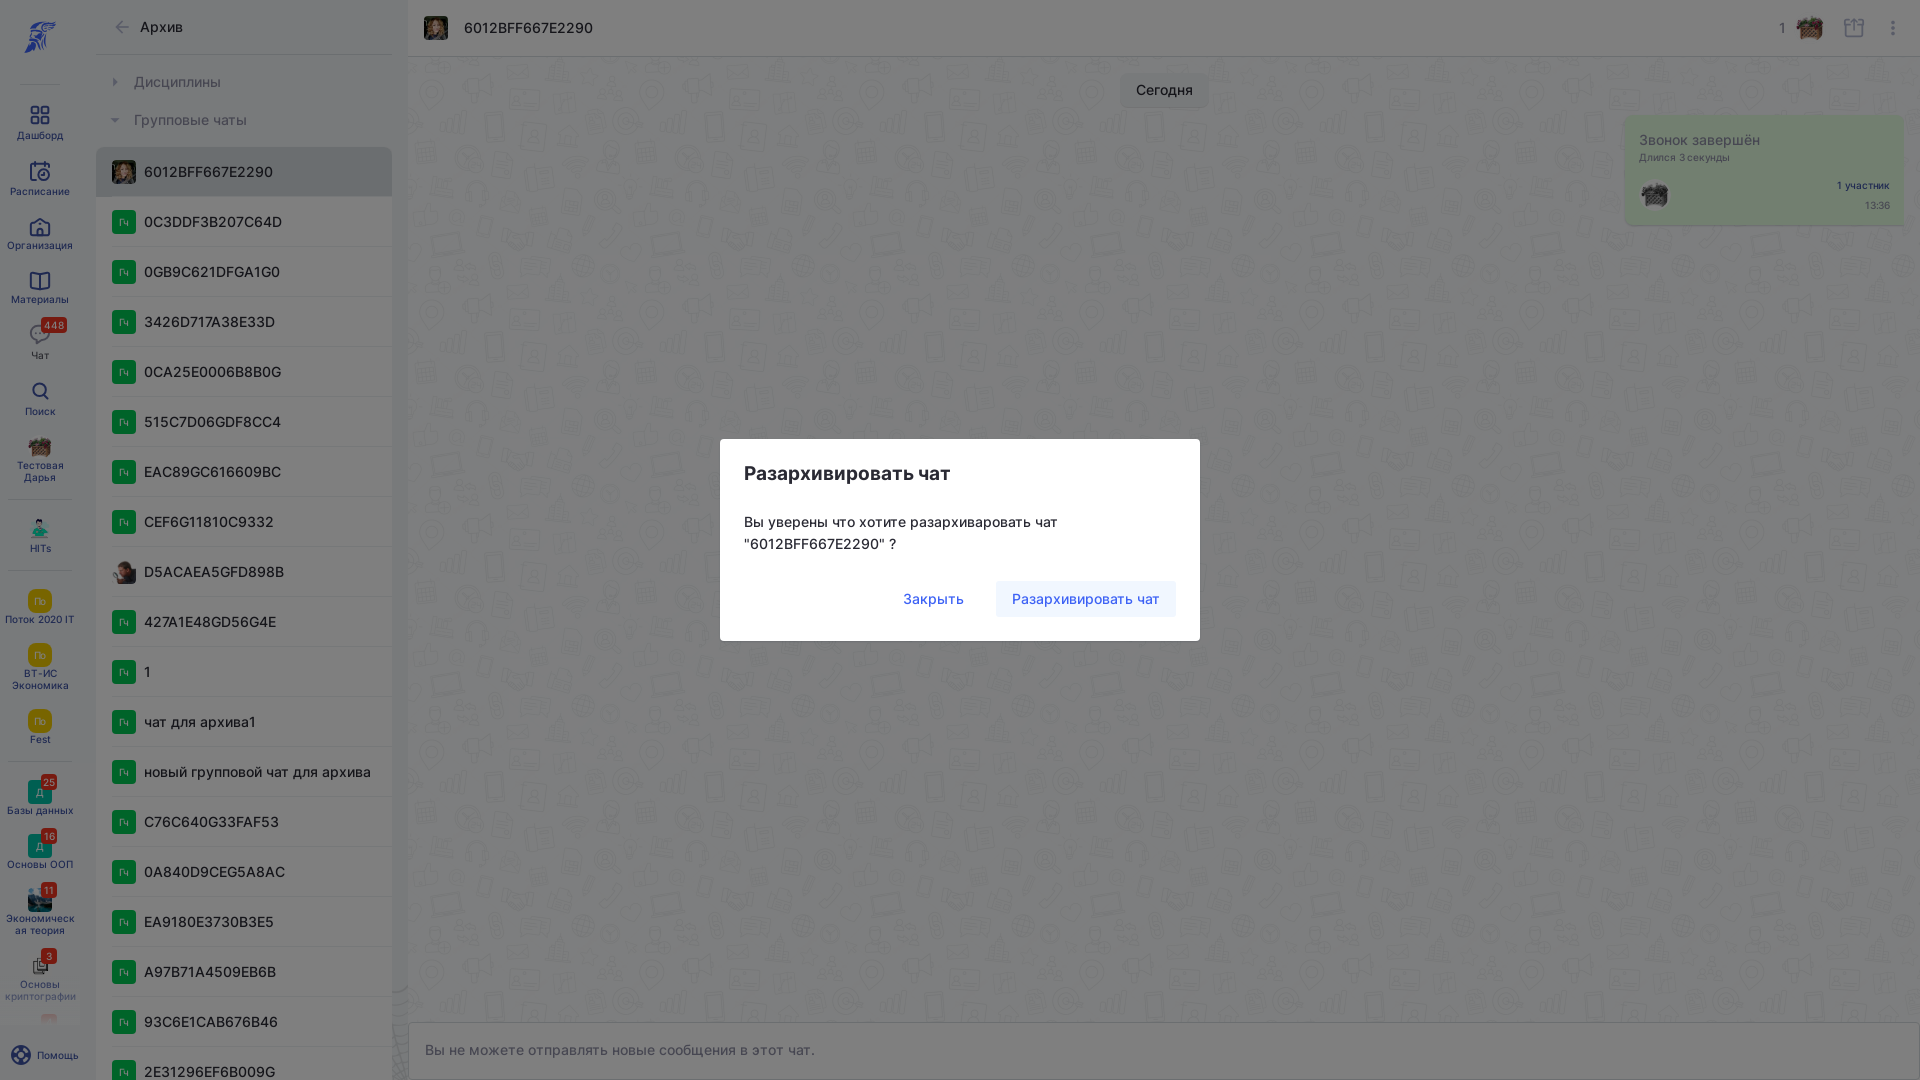 Дашборд
Расписание
Организация
Материалы
448
Чат
Поиск
Тестовая
Дарья
HITs
По
Поток 2020 IT
По
ВТ-ИС
Экономика
По
Fest
25
Д
Базы данных
16
Д
Основы ООП
11
Экономическ
ая теория
3
Основы
криптографии
Помощь
Архив
Дисциплины
Групповые чаты
6012BFF667E2290
Гч 0C3DDF3B207C64D
Гч 0GB9C621DFGA1G0
Гч 3426D717A38E33D
Гч 0CA25E0006B8B0G
Гч 515C7D06GDF8CC4
Гч EAC89GC616609BC
Гч CEF6G11810C9332
D5ACAEA5GFD898B
Гч 427A1E48GD56G4E
Гч 1
Гч чат для архива1
Гч новый групповой чат для архива
Гч C76C640G33FAF53
Гч 0A840D9CEG5A8AC
Гч EA9180E3730B3E5
Гч A97B71A4509EB6B
Гч 93C6E1CAB676B46
Гч 2E31296EF6B009G
6012BFF667E2290
1
Сегодня
Звонок завершён
Длился 3 секунды
1 участник
13:36
Разархивировать чат
Вы уверены что хотите разархиваровать чат
"6012BFF667E2290" ?
Закрыть
Разархивировать чат
Вы не можете отправлять новые сообщения в этот чат.